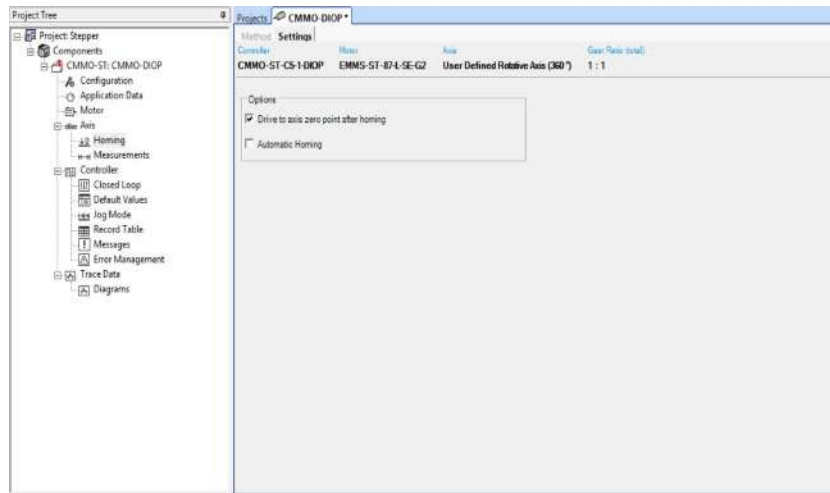 Project Tree
Projects CMMO-DIOP *
Project: Stepper
Components
CMMO-ST: CMMO-DIOP
Configuration
Application Data
Motor
Axis
Homing
Measurements
Controller
Closed Loop
Default Values
Jog Mode
Record Table
Messages
Error Management
Trace Data
Diagrams
Method Settings
Controller Motor Axis Gear Ratio (total)
CMMO-ST-C5-1-DIOP EMMS-ST-87-L-SE-G2 User Defined Rotative Axis (360 °) 1 : 1
Options
Drive to axis zero point after homing
Automatic Homing